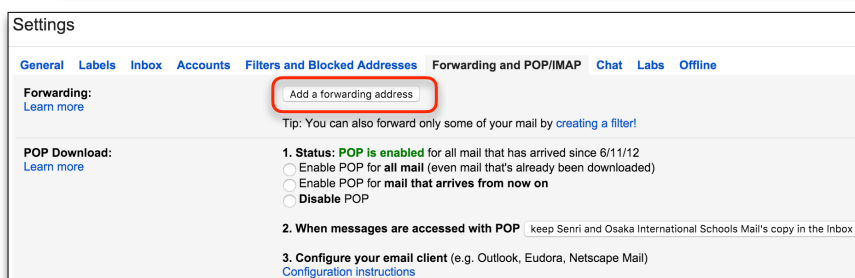 Settings
General Labels Inbox Accounts Filters and Blocked Addresses Forwarding and POP/IMAP Chat Labs Offline
Forwarding:
Learn more
Add a forwarding address
Tip: You can also forward only some of your mail by creating a filter!
POP Download:
Learn more
1. Status: POP is enabled for all mail that has arrived since 6/11/12
Enable POP for all mail (even mail that's already been downloaded)
Enable POP for mail that arrives from now on
Disable POP
2. When messages are accessed with POP keep Senri and Osaka International Schools Mail's copy in the Inbox
3. Configure your email client (e.g. Outlook, Eudora, Netscape Mail)
Configuration instructions